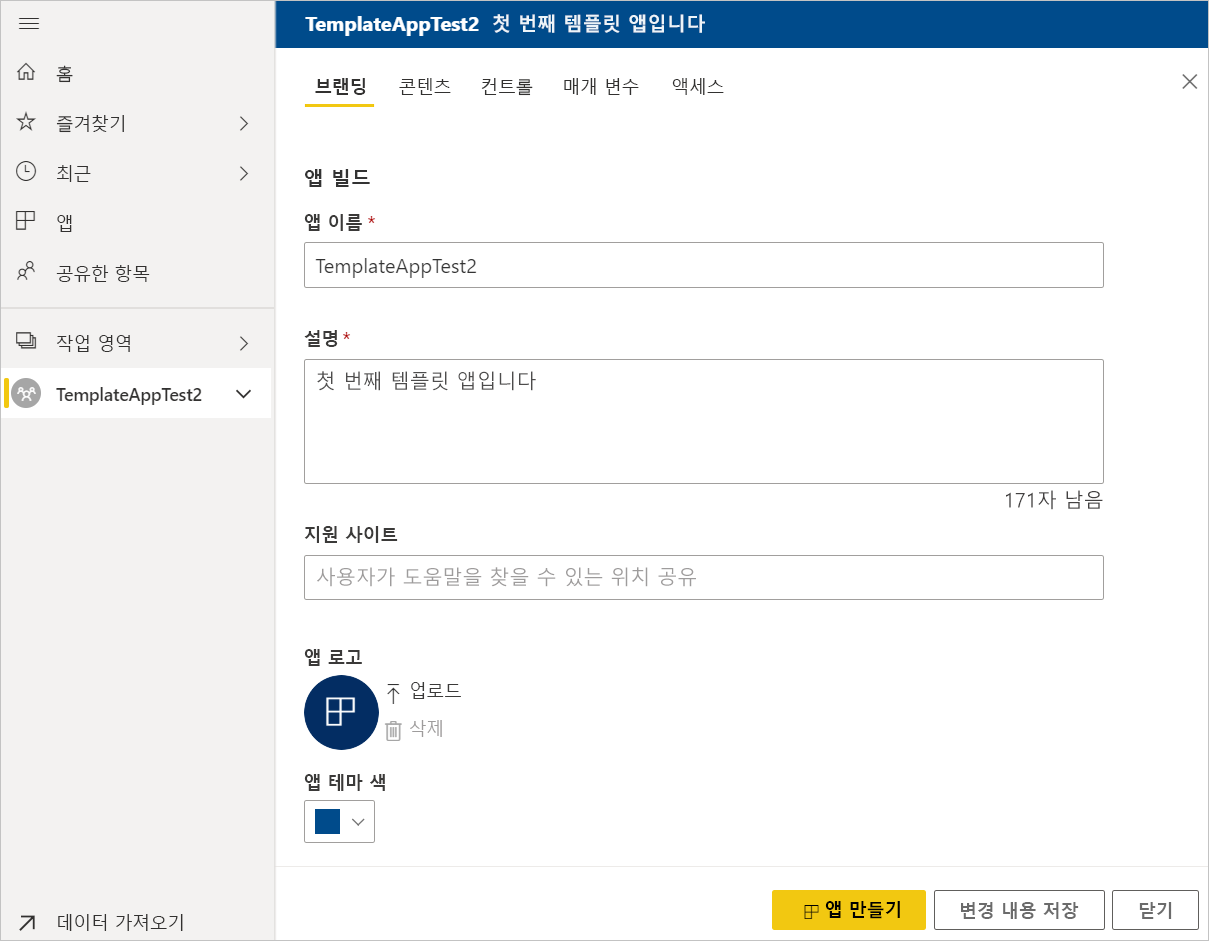 홈
즐겨찾기
최근
앱
공유한 항목
작업 영역
TemplateAppTest2
데이터 가져오기
TemplateAppTest2 첫 번째 템플릿 앱입니다
브랜딩 콘텐츠 컨트롤 매개 변수 액세스
앱 빌드
앱 이름 *
TemplateAppTest2
설명 *
첫 번째 템플릿 앱입니다
171자 남음
지원 사이트
사용자가 도움말을 찾을 수 있는 위치 공유
앱 로고
업로드
삭제
앱 테마 색
앱 만들기 변경 내용 저장 닫기